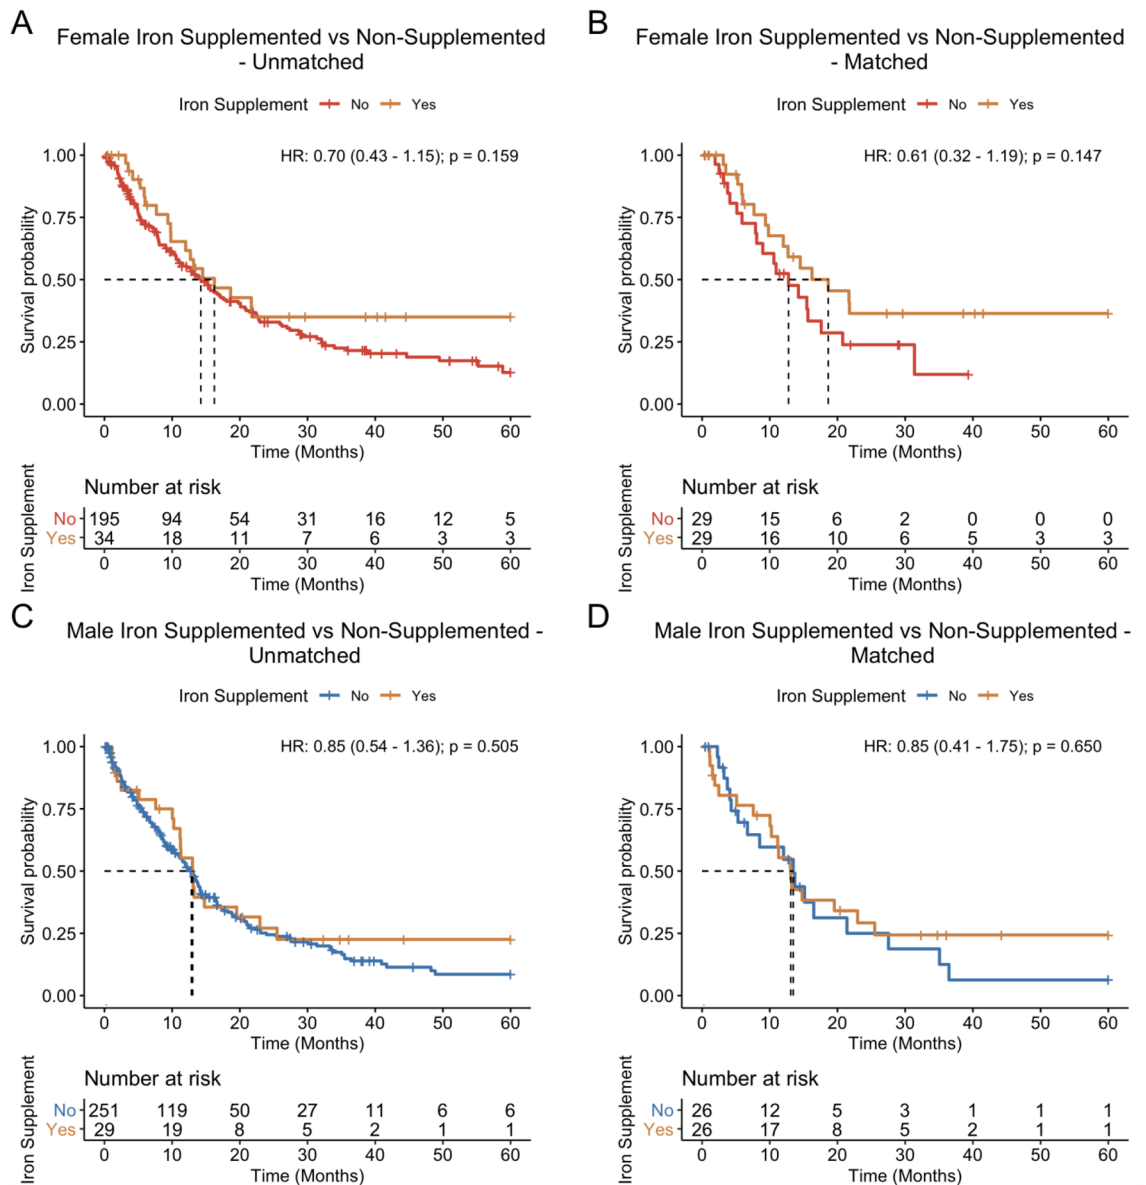 A
Female Iron Supplemented vs Non-Supplemented
- Unmatched
Iron Supplement No Yes
HR: 0.70 (0.43 - 1.15); p = 0.159
Survival probability
1.00
0.75
0.50
0.25
0.00
0 10 20 30 40 50 60
Time (Months)
Number at risk
Iron Supplement
No 195 94 54 31 16 12 5
Yes 34 18 11 7 6 3 3
0 10 20 30 40 50 60
Time (Months)
B
Female Iron Supplemented vs Non-Supplemented
- Matched
Iron Supplement No Yes
HR: 0.61 (0.32 - 1.19); p = 0.147
Survival probability
1.00
0.75
0.50
0.25
0.00
0 10 20 30 40 50 60
Time (Months)
Number at risk
Iron Supplement
No 29 15 6 2 0 0 0
Yes 29 16 10 6 5 3 3
0 10 20 30 40 50 60
Time (Months)
C
Male Iron Supplemented vs Non-Supplemented -
Unmatched
Iron Supplement No Yes
HR: 0.85 (0.54 - 1.36); p = 0.505
Survival probability
1.00
0.75
0.50
0.25
0.00
0 10 20 30 40 50 60
Time (Months)
Number at risk
Iron Supplement
No 251 119 50 27 11 6 6
Yes 29 19 8 5 2 1 1
0 10 20 30 40 50 60
Time (Months)
D
Male Iron Supplemented vs Non-Supplemented -
Matched
Iron Supplement No Yes
HR: 0.85 (0.41 - 1.75); p = 0.650
Survival probability
1.00
0.75
0.50
0.25
0.00
0 10 20 30 40 50 60
Time (Months)
Number at risk
Iron Supplement
No 26 12 5 3 1 1 1
Yes 26 17 8 5 2 1 1
0 10 20 30 40 50 60
Time (Months)